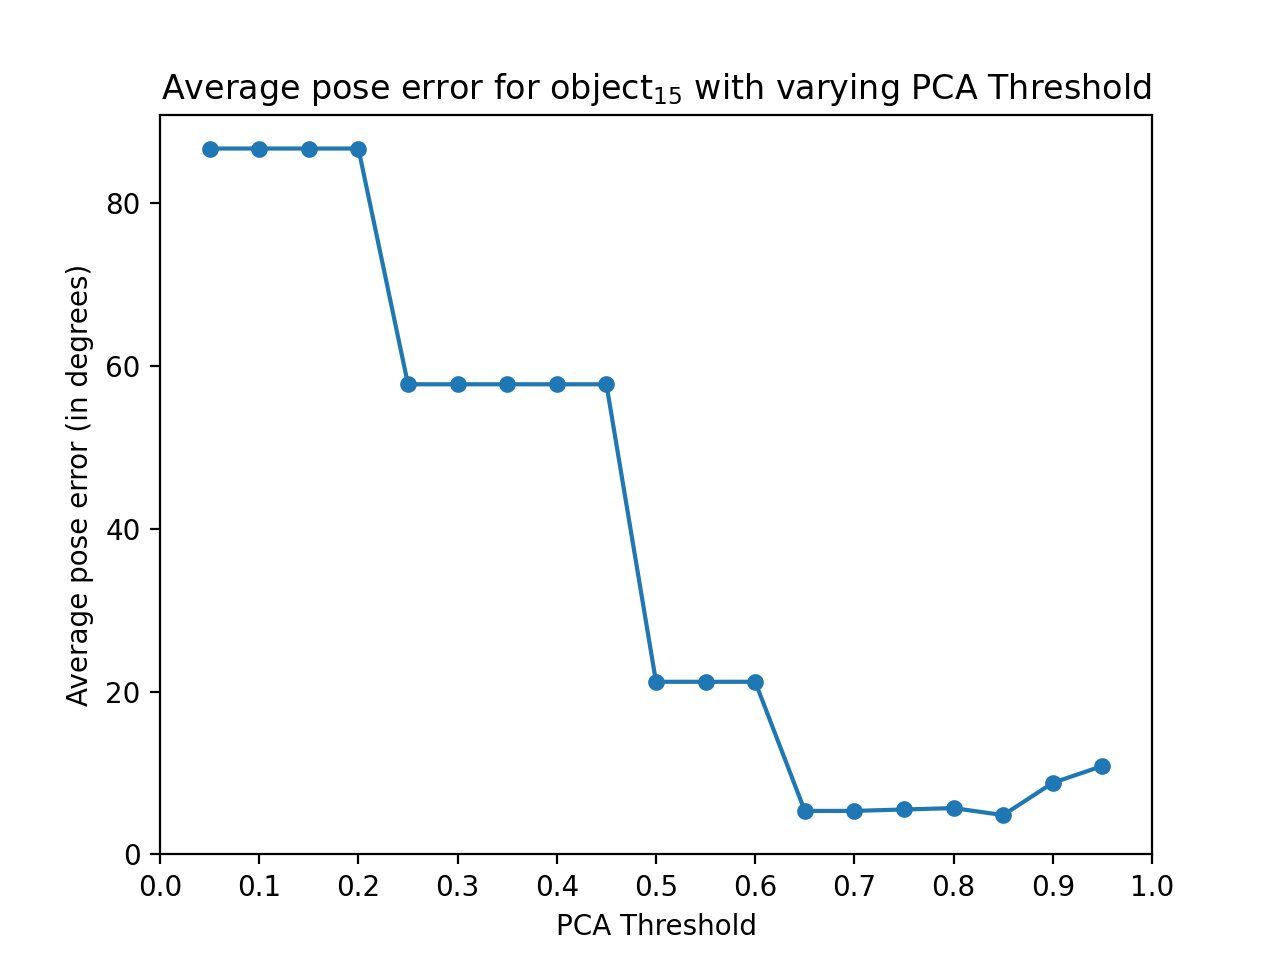 Average pose error for object₁₅ with varying PCA Threshold
Average pose error (in degrees)
80
60
40
20
0
0.0 0.1 0.2 0.3 0.4 0.5 0.6 0.7 0.8 0.9 1.0
PCA Threshold